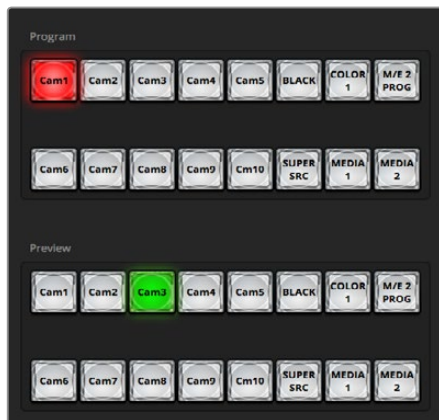 Program
Cam1 Cam2 Cam3 Cam4 Cam5 BLACK COLOR 1 M/E 2 PROG
Cam6 Cam7 Cam8 Cam9 Cm10 SUPER SRC MEDIA 1 MEDIA 2
Preview
Cam1 Cam2 Cam3 Cam4 Cam5 BLACK COLOR 1 M/E 2 PROG
Cam6 Cam7 Cam8 Cam9 Cm10 SUPER SRC MEDIA 1 MEDIA 2